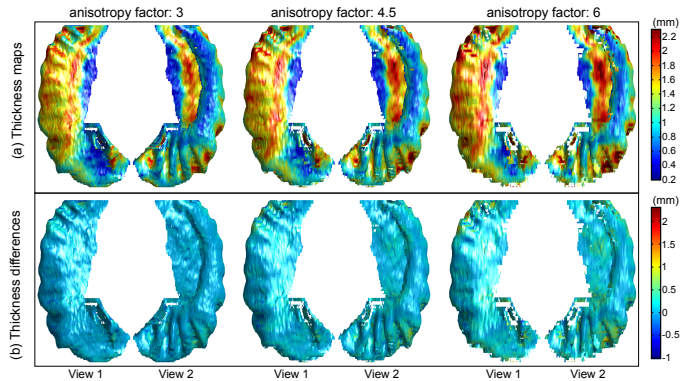 anisotropy factor: 3
anisotropy factor: 4.5
anisotropy factor: 6
(mm)
(a) Thickness maps
2.2
2
1.8
1.6
1.4
1.2
1
0.8
0.6
0.4
0.2
(mm)
(b) Thickness differences
2
1.5
1
0.5
0
-0.5
-1
View 1
View 2
View 1
View 2
View 1
View 2